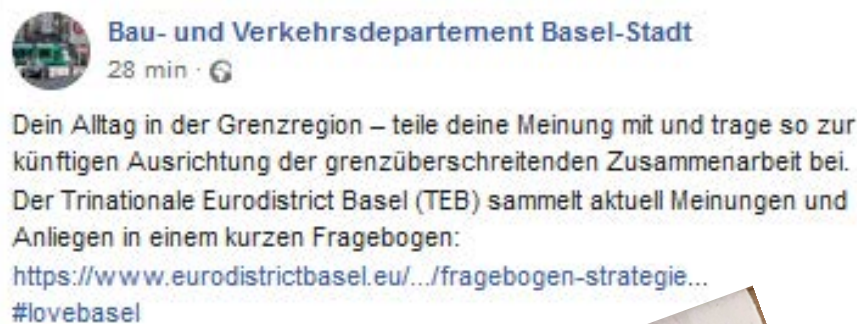 Bau- und Verkehrsdepartement Basel-Stadt
28 min ·
Dein Alltag in der Grenzregion – teile deine Meinung mit und trage so zur
künftigen Ausrichtung der grenzüberschreitenden Zusammenarbeit bei.
Der Trinationale Eurodistrict Basel (TEB) sammelt aktuell Meinungen und
Anliegen in einem kurzen Fragebogen:
https://www.eurodistrictbasel.eu/.../fragebogen-strategie...
#lovebasel